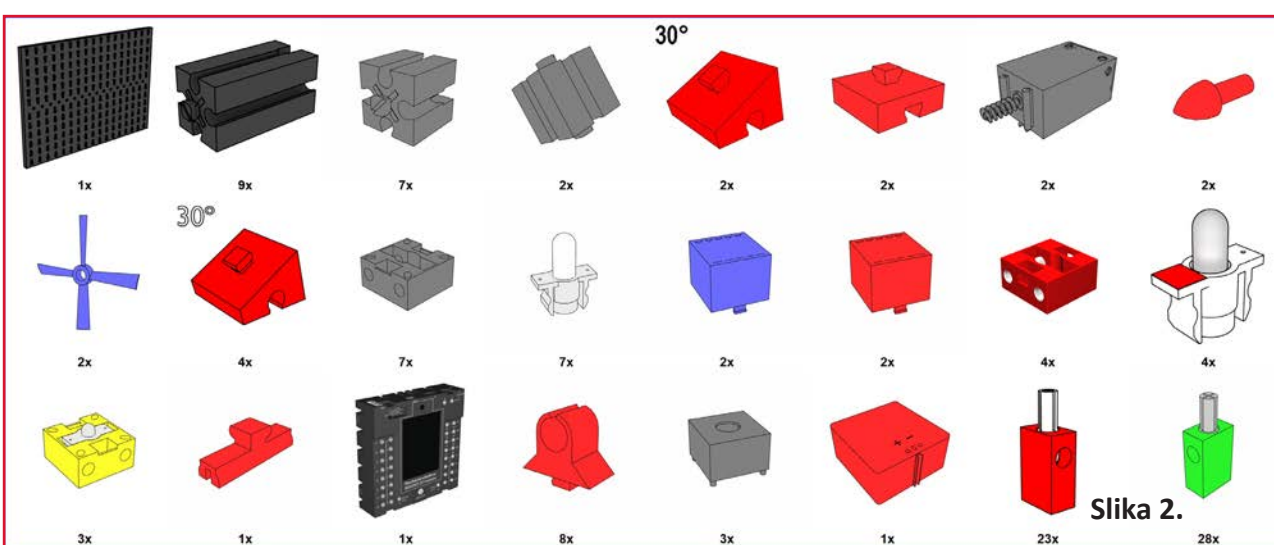 30°
1x 9x 7x 2x 2x 2x 2x 2x
30°
2x 4x 7x 7x 2x 2x 4x 4x
+ -
Slika 2.
3x 1x 1x 8x 3x 1x 23x 28x